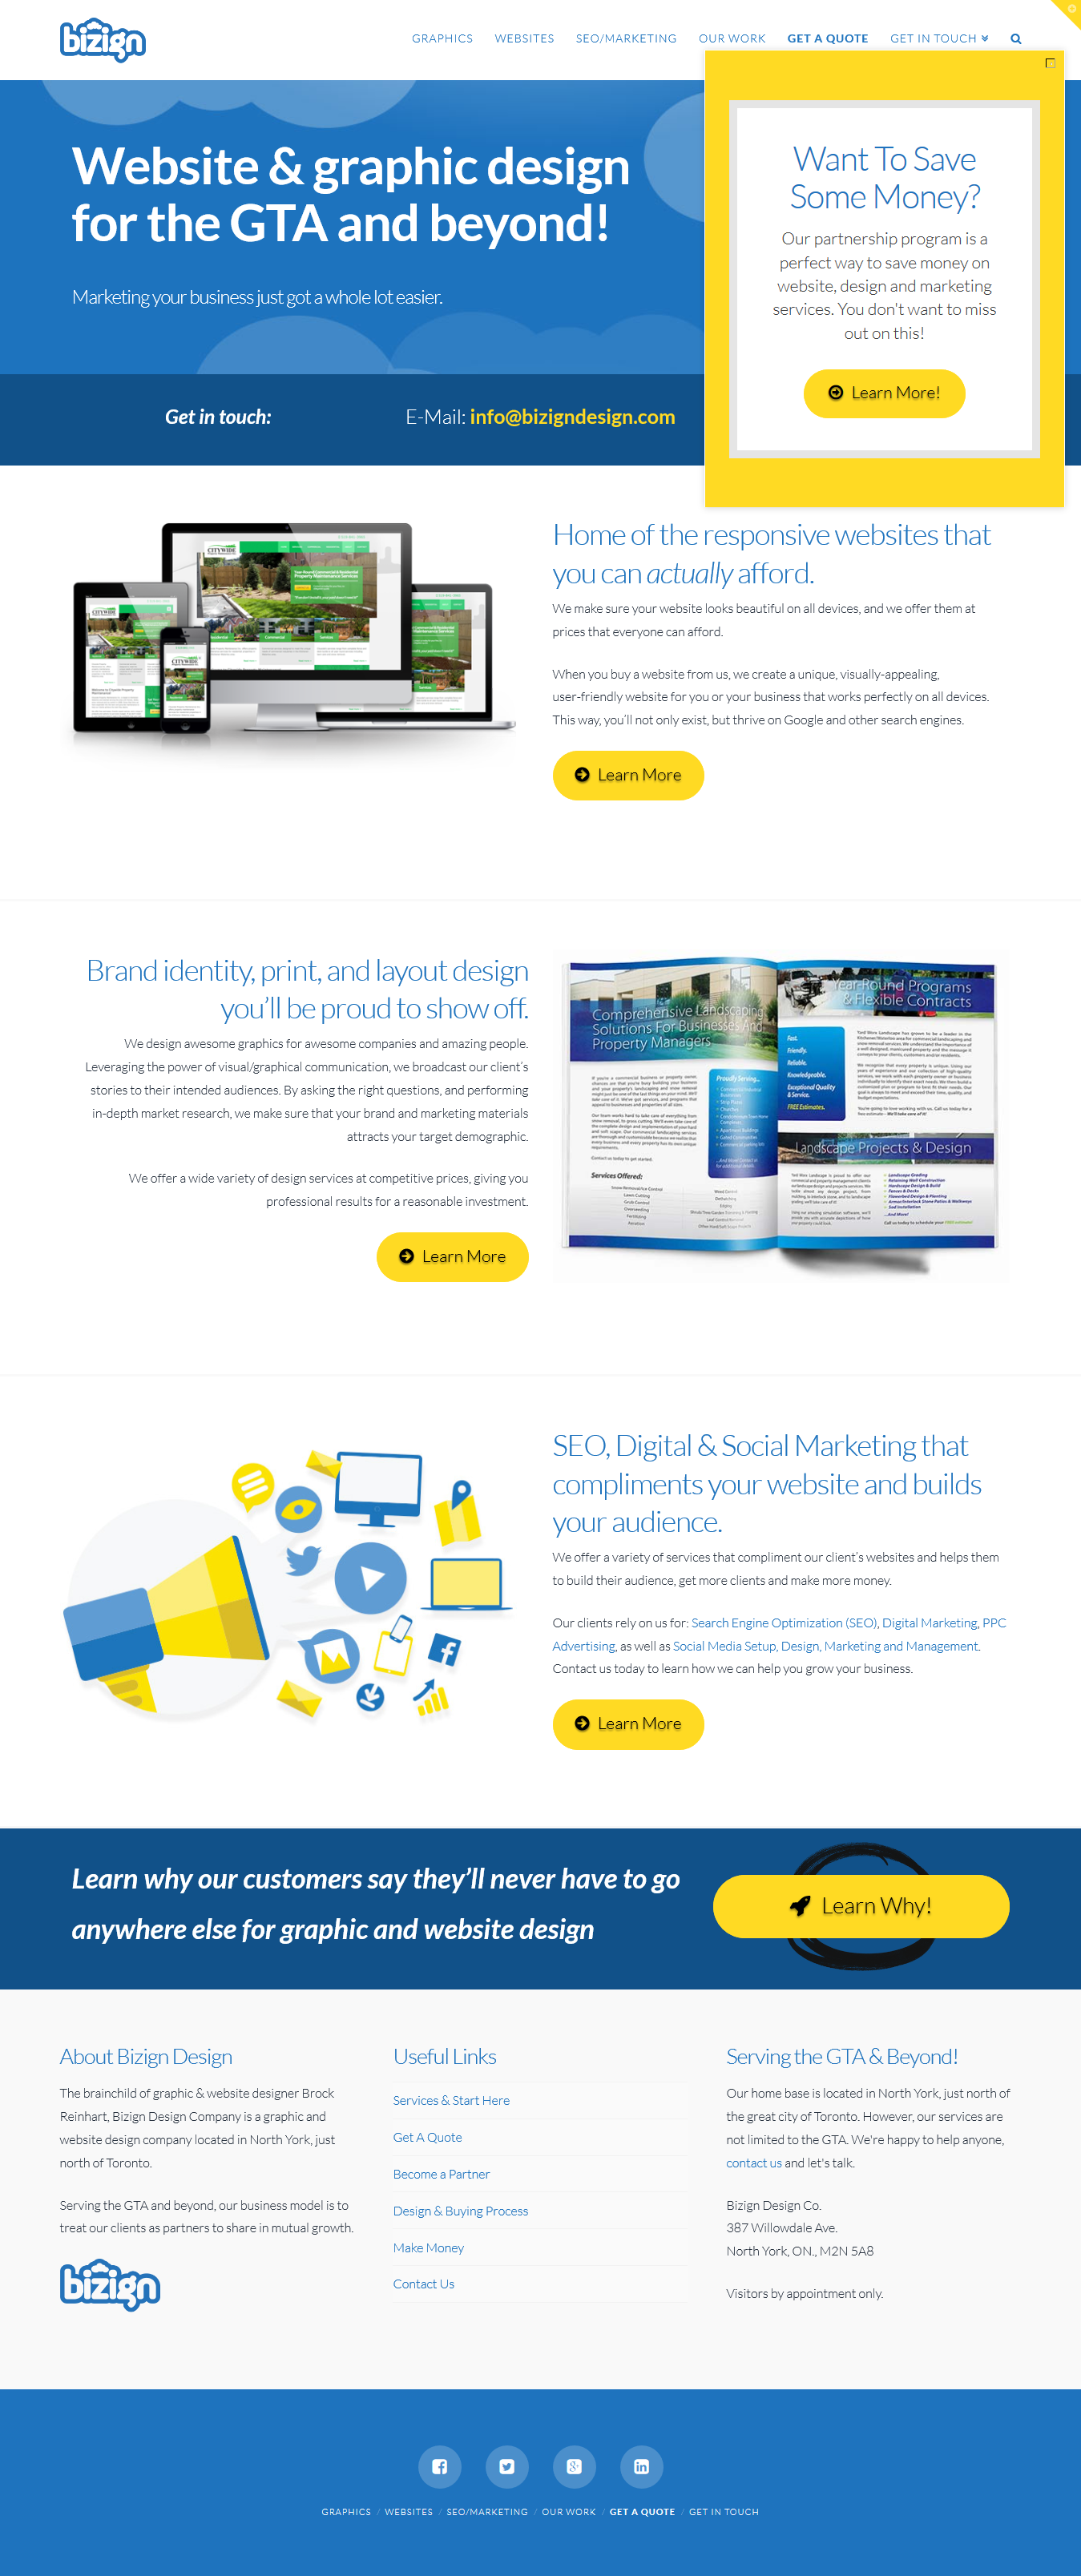 bizign
GRAPHICS
WEBSITES
SEO/MARKETING
OUR WORK
GET A QUOTE
GET IN TOUCH
Website & graphic design
for the GTA and beyond!
Marketing your business just got a whole lot easier.
Want To Save
Some Money?
Our partnership program is a
perfect way to save money on
website, design and marketing
services. You don't want to miss
out on this!
Learn More!
Get in touch:
E-Mail: info@bizigndesign.com
CITYWIDE
Home of the responsive websites that
you can actually afford.
We make sure your website looks beautiful on all devices, and we offer them at
prices that everyone can afford.
When you buy a website from us, we create a unique, visually-appealing,
user-friendly website for you or your business that works perfectly on all devices.
This way, you’ll not only exist, but thrive on Google and other search engines.
Learn More
Brand identity, print, and layout design
you’ll be proud to show off.
We design awesome graphics for awesome companies and amazing people.
Leveraging the power of visual/graphical communication, we broadcast our client’s
stories to their intended audiences. By asking the right questions, and performing
in-depth market research, we make sure that your brand and marketing materials
attracts your target demographic.
We offer a wide variety of design services at competitive prices, giving you
professional results for a reasonable investment.
Learn More
Comprehensive Landscaping
Solutions For Businesses And
Property Managers
Proudly Serving...
Services Offered:
Year-Round Programs
& Flexible Contracts
Fast.
Friendly.
Reliable.
Knowledgeable.
Exceptional Quality
& Service.
FREE Estimates.
Landscape Projects & Design
SEO, Digital & Social Marketing that
compliments your website and builds
your audience.
We offer a variety of services that compliment our client’s websites and helps them
to build their audience, get more clients and make more money.
Our clients rely on us for: Search Engine Optimization (SEO), Digital Marketing, PPC
Advertising, as well as Social Media Setup, Design, Marketing and Management.
Contact us today to learn how we can help you grow your business.
Learn More
Learn why our customers say they’ll never have to go
anywhere else for graphic and website design
Learn Why!
About Bizign Design
The brainchild of graphic & website designer Brock
Reinhart, Bizign Design Company is a graphic and
website design company located in North York, just
north of Toronto.
Serving the GTA and beyond, our business model is to
treat our clients as partners to share in mutual growth.
bizign
Useful Links
Services & Start Here
Get A Quote
Become a Partner
Design & Buying Process
Make Money
Contact Us
Serving the GTA & Beyond!
Our home base is located in North York, just north of
the great city of Toronto. However, our services are
not limited to the GTA. We're happy to help anyone,
contact us and let's talk.
Bizign Design Co.
387 Willowdale Ave.
North York, ON., M2N 5A8
Visitors by appointment only.
GRAPHICS / WEBSITES / SEO/MARKETING / OUR WORK / GET A QUOTE / GET IN TOUCH